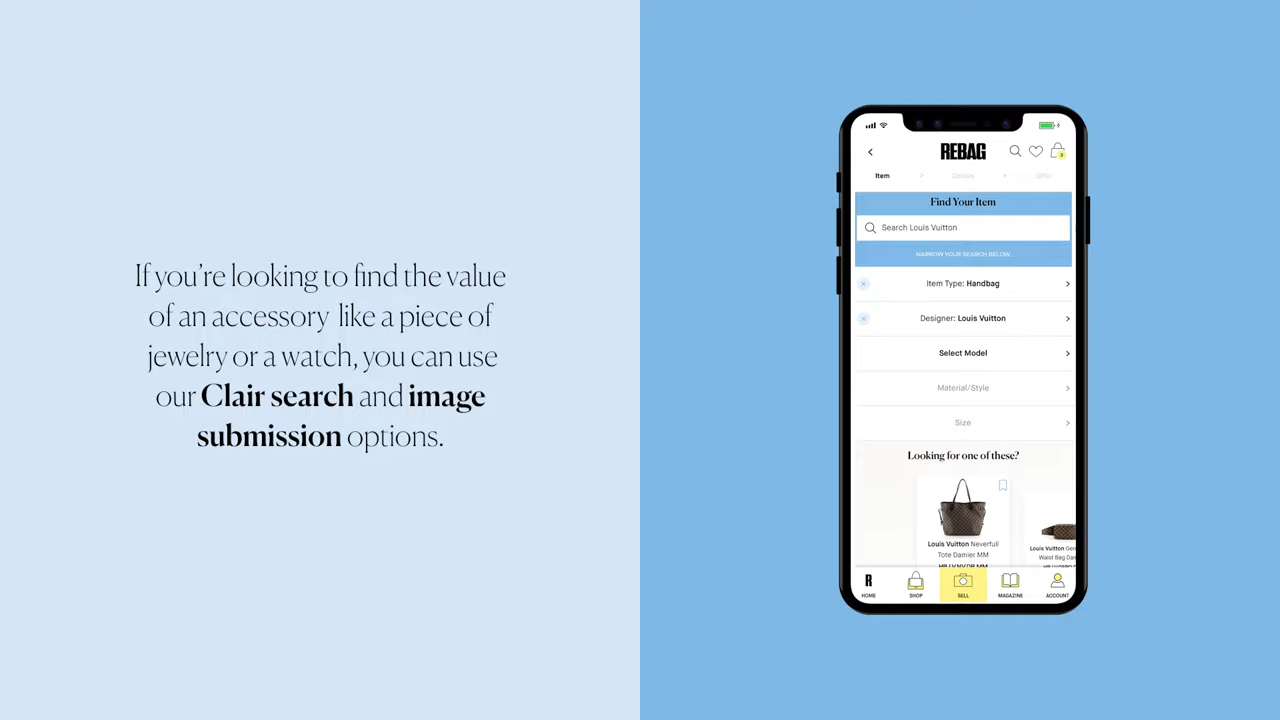 If you're looking to find the value
of an accessory like a piece of
jewelry or a watch, you can use
our Clair search and image
submission options.
REBAG
3
Item > Details > Offer
Find Your Item
Search Louis Vuitton
NARROW YOUR SEARCH BELOW
Item Type: Handbag
Designer: Louis Vuitton
Select Model
Material/Style
Size
Looking for one of these?
Louis Vuitton Neverfull
Tote Damier MM
Louis Vuitton
Waist Bag
R
HOME
SHOP
SELL
MAGAZINE
ACCOUNT